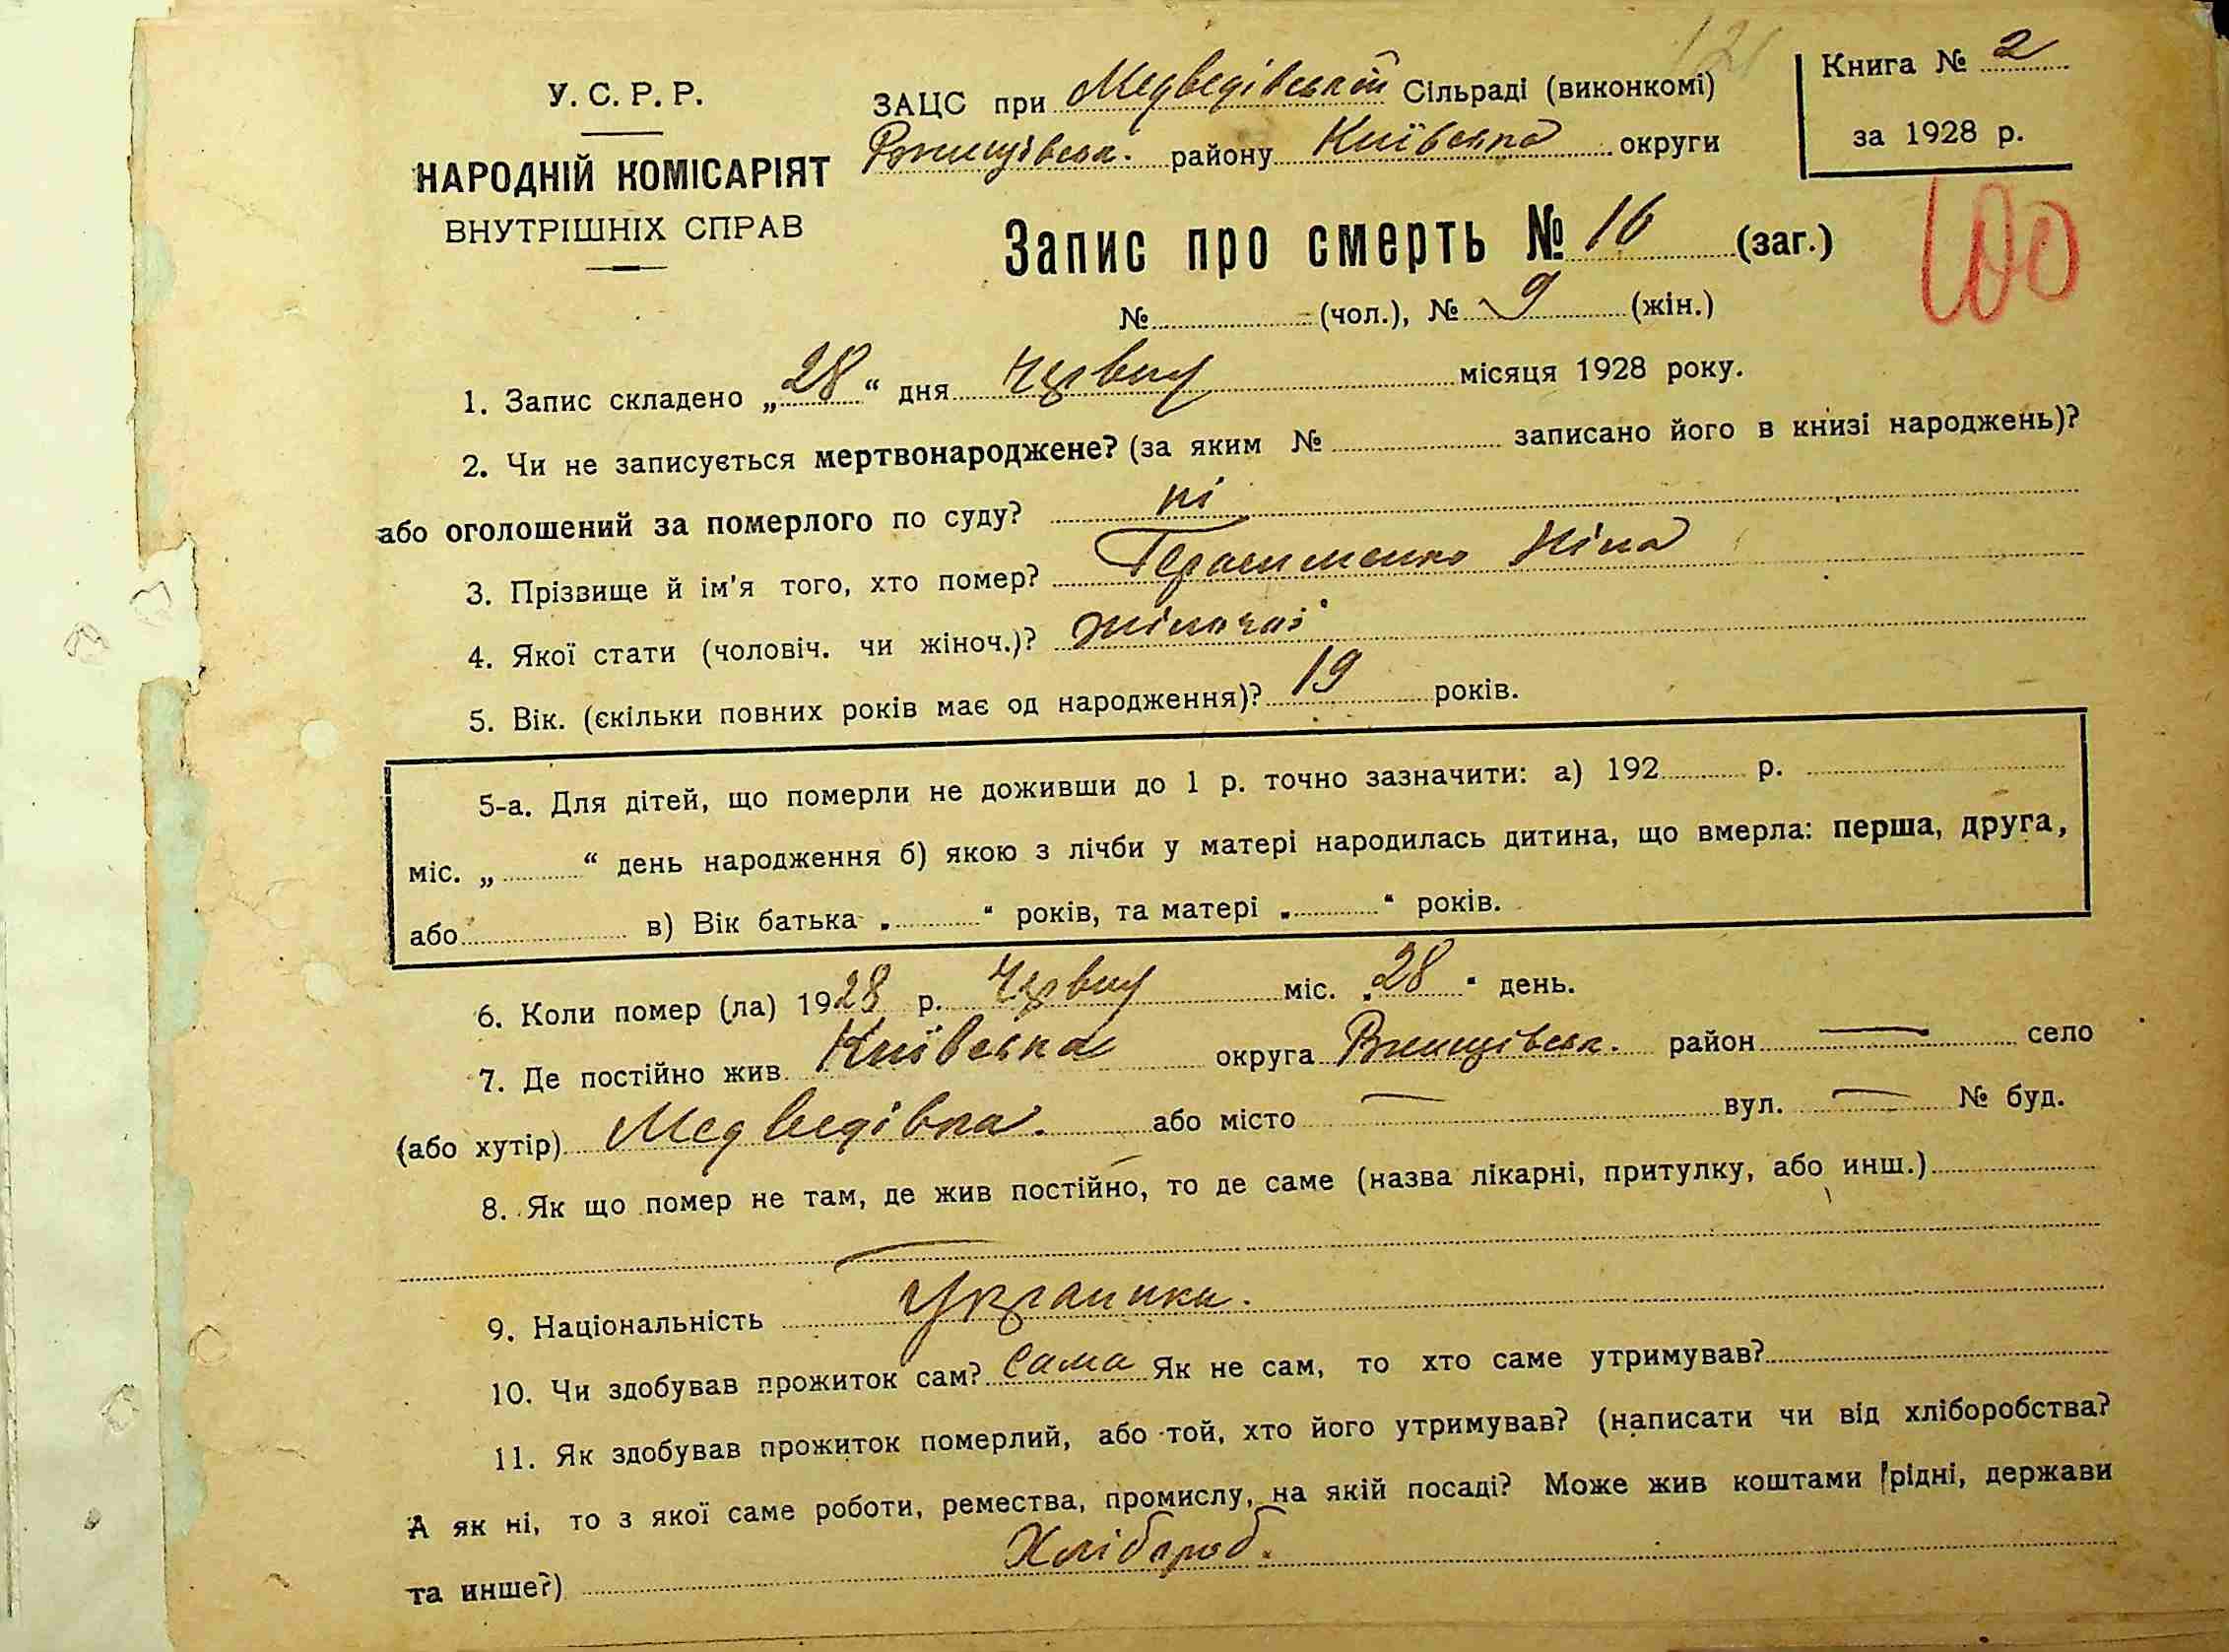 121
У. С. Р. Р.
НАРОДНІЙ КОМІСАРІЯТ
ВНУТРІШНІХ СПРАВ
ЗАЦС при Медведівській Сільраді (виконкомі)
району Київська округи
Книга № 2
за 1928 р.
100
Запис про смерть № 16 (заг.)
№ - (чол.), № 9 (жін.)
1. Запис складено „28“ дня Червня місяця 1928 року.
2. Чи не записується мертвонароджене? (за яким № записано його в книзі народжень)?
або оголошений за померлого по суду? ні
3. Прізвище й ім'я того, хто помер? Герасименко Ніна
4. Якої статі (чоловіч. чи жіноч.)? жіночої
5. Вік. (скільки повних років має од народження)? 19 років.
5-а. Для дітей, що померли не доживши до 1 р. точно зазначити: а) 192 р.
міс. „ “ день народження б) якою з лічби у матері народилась дитина, що вмерла: перша, друга,
або в) Вік батька „ “ років, та матері „ “ років.
6. Коли помер (ла) 1928 р. Червня міс. „28“ день.
7. Де постійно жив Київська округа район — село
(або хутір) Медведівка. або місто — вул. — № буд.
8. Як що помер не там, де жив постійно, то де саме (назва лікарні, притулку, або инш.)
—
9. Національність Українка.
10. Чи здобував прожиток сам? Сама Як не сам, то хто саме утримував?
11. Як здобував прожиток померлий, або той, хто його утримував? (написати чи від хліборобства?
А як ні, то з якої саме роботи, ремества, промислу, на якій посаді? Може жив коштами рідні, держави
та инше?) Хлібороб.